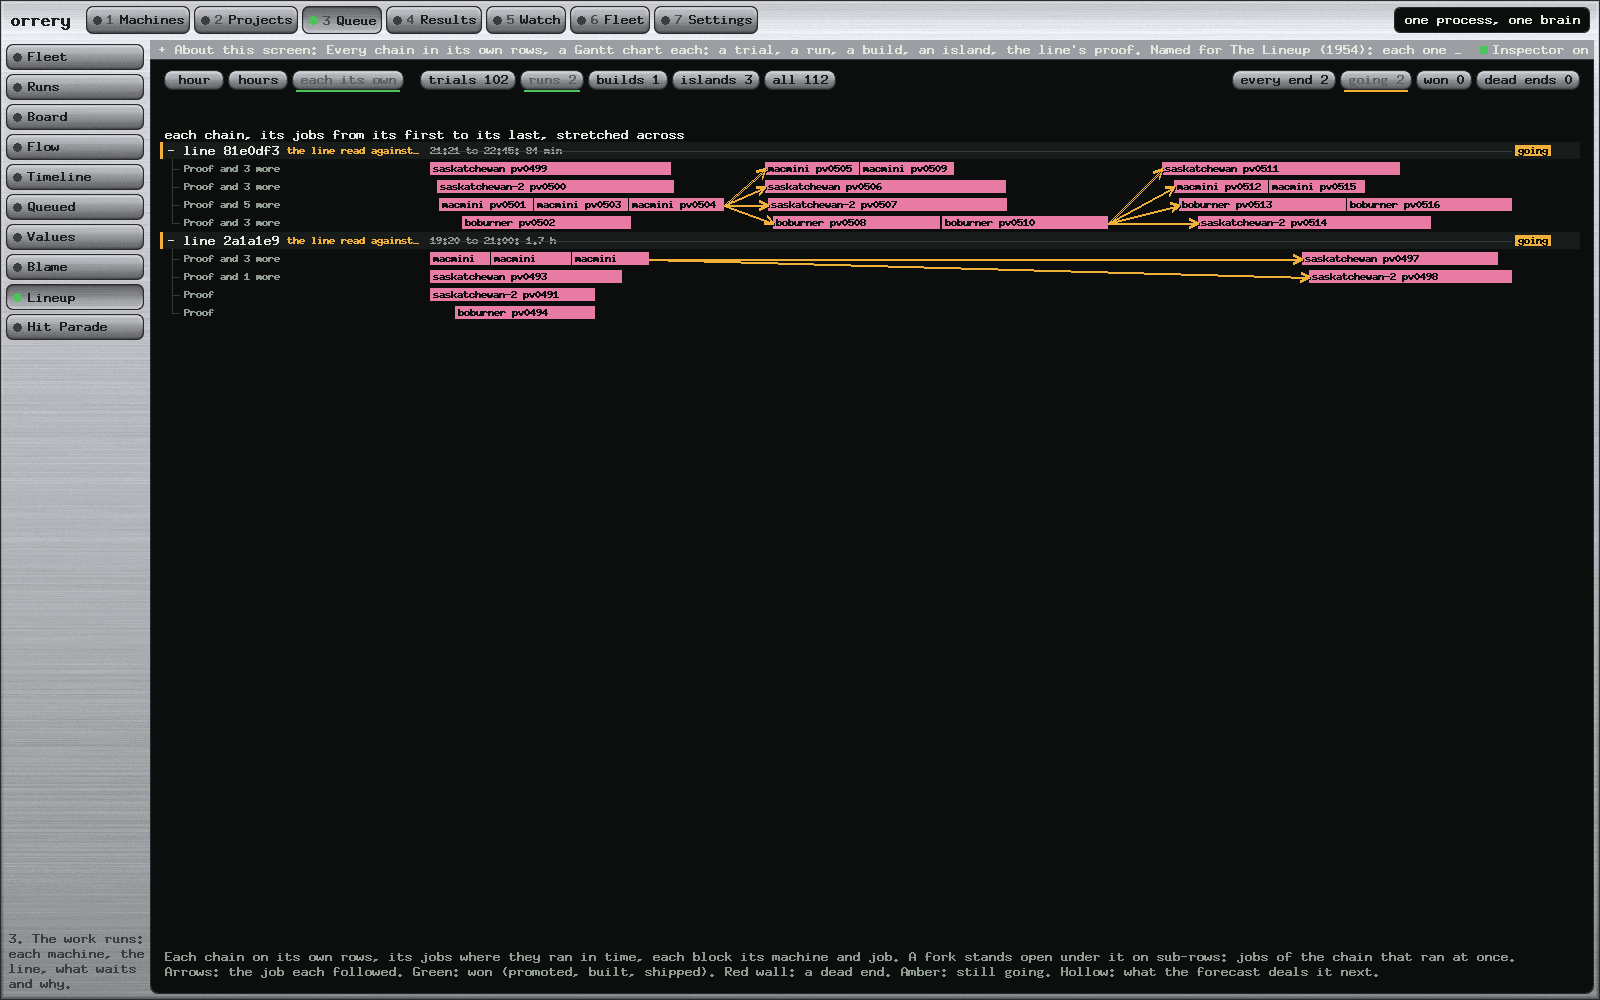 orrery
1 Machines
2 Projects
3 Queue
4 Results
5 Watch
6 Fleet
7 Settings
one process, one brain
Fleet
Runs
Board
Flow
Timeline
Queued
Values
Blame
Lineup
Hit Parade
+ About this screen: Every chain in its own rows, a Gantt chart each: a trial, a run, a build, an island, the line's proof. Named for The Lineup (1954): each one …
Inspector on
hour
hours
each its own
trials 102
runs 2
builds 1
islands 3
all 112
every end 2
going 2
won 0
dead ends 0
each chain, its jobs from its first to its last, stretched across
- line 81e0df3 the line read against… 21:21 to 22:45: 84 min going
Proof and 3 more saskatchewan pv0499 macmini pv0505 macmini pv0509 saskatchewan pv0511
Proof and 3 more saskatchewan-2 pv0500 saskatchewan pv0506 macmini pv0512 macmini pv0515
Proof and 5 more macmini pv0501 macmini pv0503 macmini pv0504 saskatchewan-2 pv0507 boburner pv0513 boburner pv0516
Proof and 3 more boburner pv0502 boburner pv0508 boburner pv0510 saskatchewan-2 pv0514
- line 2a1a1e9 the line read against… 19:20 to 21:00: 1.7 h going
Proof and 3 more macmini macmini macmini saskatchewan pv0497
Proof and 1 more saskatchewan pv0493 saskatchewan-2 pv0498
Proof saskatchewan-2 pv0491
Proof boburner pv0494
3. The work runs:
each machine, the
line, what waits
and why.
Each chain on its own rows, its jobs where they ran in time, each block its machine and job. A fork stands open under it on sub-rows: jobs of the chain that ran at once.
Arrows: the job each followed. Green: won (promoted, built, shipped). Red wall: a dead end. Amber: still going. Hollow: what the forecast deals it next.